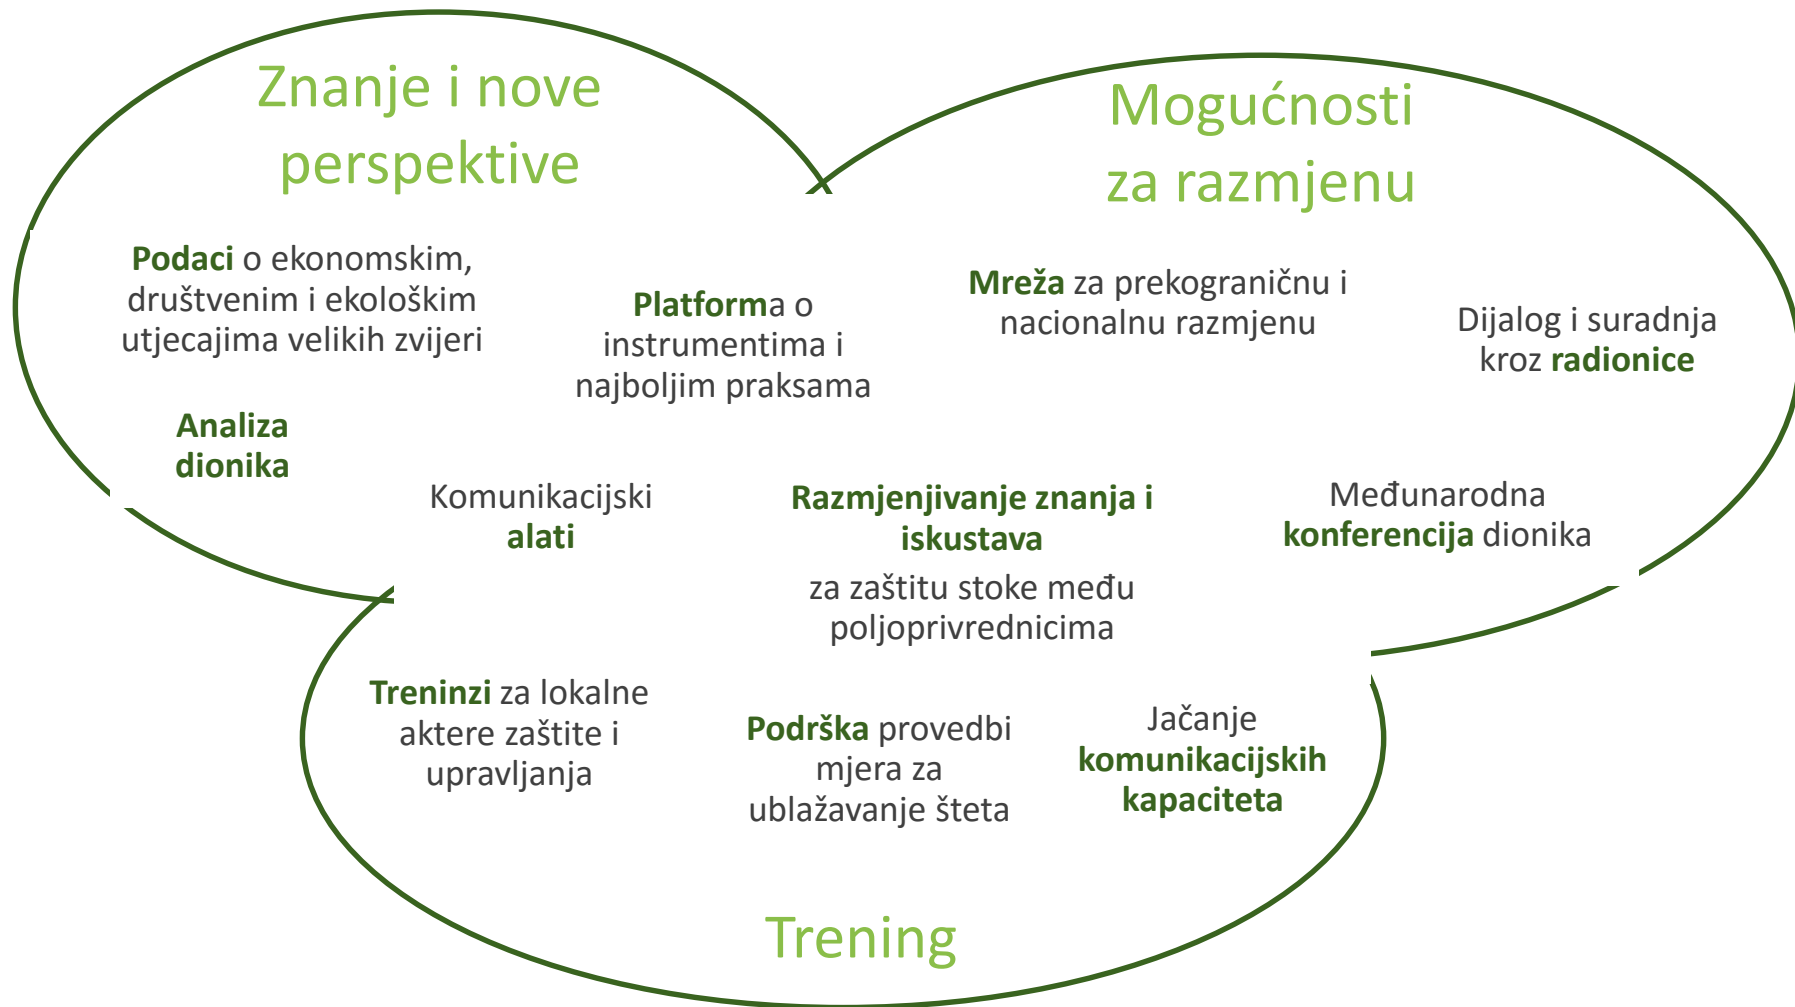 Znanje i nove
perspektive
Mogućnosti
za razmjenu
Podaci o ekonomskim,
društvenim i ekološkim
utjecajima velikih zvijeri
Platforma o
instrumentima i
najboljim praksama
Mreža za prekograničnu i
nacionalnu razmjenu
Dijalog i suradnja
kroz radionice
Analiza
dionika
Komunikacijski
alati
Razmjenjivanje znanja i
iskustava
za zaštitu stoke među
poljoprivrednicima
Međunarodna
konferencija dionika
Treninzi za lokalne
aktere zaštite i
upravljanja
Podrška provedbi
mjera za
ublažavanje šteta
Jačanje
komunikacijskih
kapaciteta
Trening